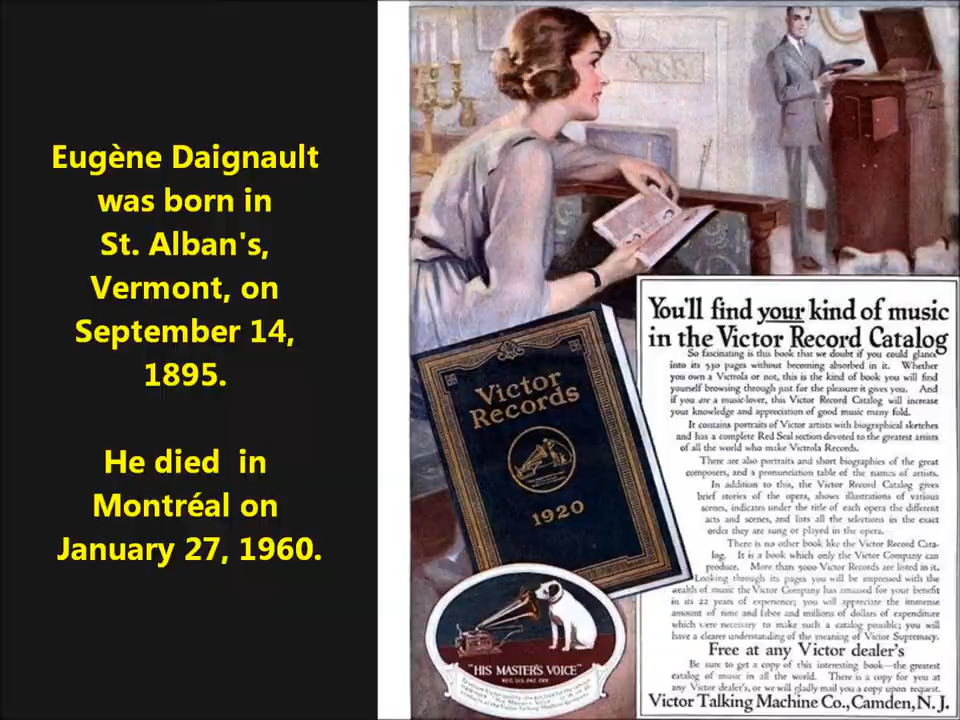 Eugène Daignault
was born in
St. Alban's,
Vermont, on
September 14,
1895.
He died in
Montréal on
January 27, 1960.
You'll find your kind of music
in the Victor Record Catalog
So fascinating is this book that we doubt if you could glance
into its 530 pages without becoming absorbed in it. Whether
you own a Victrola or not, this is the kind of book you will find
yourself browsing through just for the pleasure it gives you. And
if you are a music-lover, this Victor Record Catalog will increase
your knowledge and appreciation of good music many fold.
It contains portraits of Victor artists with biographical sketches
and has a complete Red Seal section devoted to the greatest artists
of all the world who make Victrola Records.
There are also portraits and short biographies of the great
composers, and a pronunciation table of the names of artists.
In addition to this, the Victor Record Catalog gives
brief stories of the opera, shows illustrations of various
scenes, indicates under the title of each opera the different
acts and scenes, and lists all the selections in the exact
order they are sung or played in the opera.
There is no other book like the Victor Record Cata-
log. It is a book which only the Victor Company can
produce. More than 5000 Victor Records are listed in it.
Looking through its pages you will be impressed with the
wealth of music the Victor Company has amassed for your benefit
in its 22 years of experience; you will appreciate the immense
amount of time and labor and millions of dollars of expenditure
which were necessary to make such a catalog possible; you will
have a clearer understanding of the meaning of Victor Supremacy.
Free at any Victor dealer's
Be sure to get a copy of this interesting book—the greatest
catalog of music in all the world. There is a copy for you at
any Victor dealer's, or we will gladly mail you a copy upon request.
Victor Talking Machine Co., Camden, N. J.
Victor
Records
1920
"HIS MASTER'S VOICE"
REG. U.S. PAT. OFF.